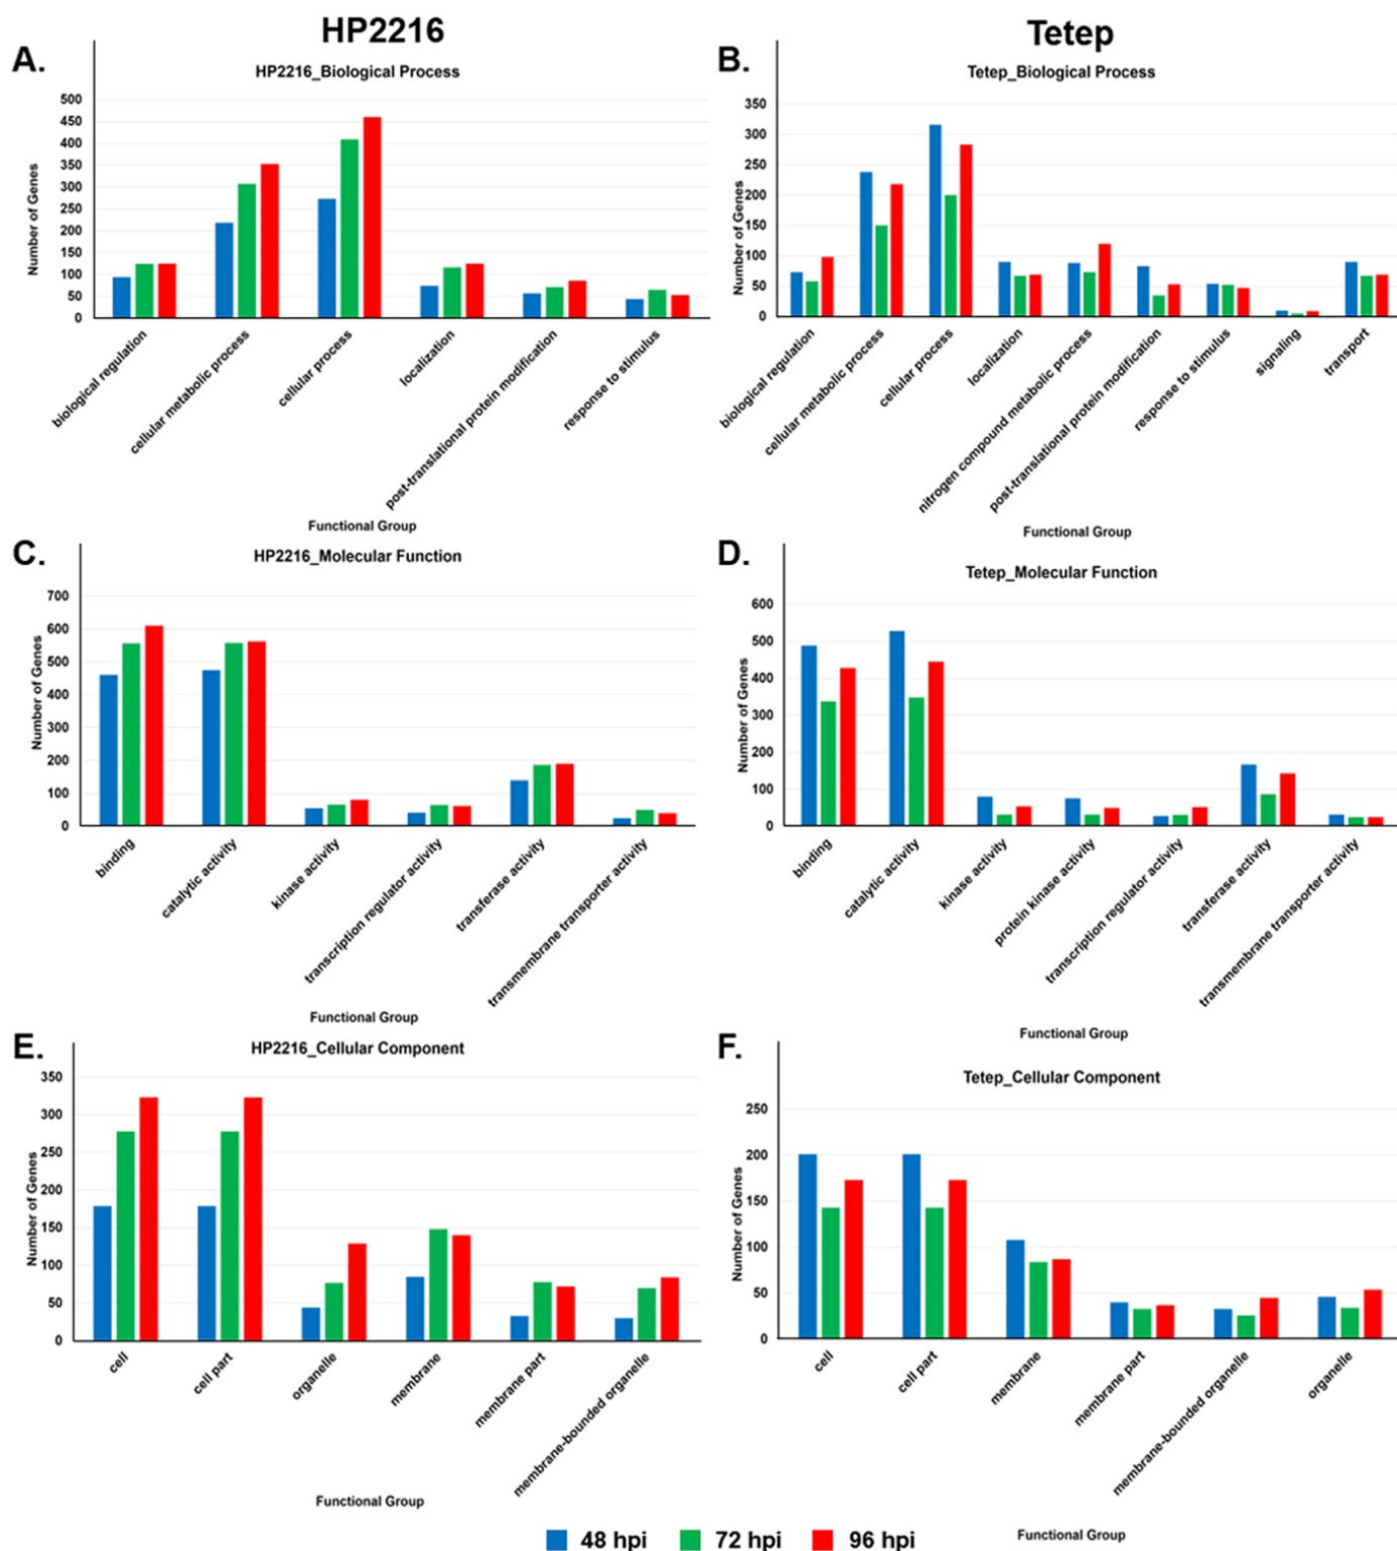 HP2216
Tetep
A.
HP2216_Biological Process
Number of Genes
500
450
400
350
300
250
200
150
100
50
0
biological regulation
cellular metabolic process
cellular process
localization
post-translational protein modification
response to stimulus
Functional Group
B.
Tetep_Biological Process
Number of Genes
350
300
250
200
150
100
50
0
biological regulation
cellular metabolic process
cellular process
localization
nitrogen compound metabolic process
post-translational protein modification
response to stimulus
signaling
transport
Functional Group
C.
HP2216_Molecular Function
Number of Genes
700
600
500
400
300
200
100
0
binding
catalytic activity
kinase activity
transcription regulator activity
transferase activity
transmembrane transporter activity
Functional Group
D.
Tetep_Molecular Function
Number of Genes
600
500
400
300
200
100
0
binding
catalytic activity
kinase activity
protein kinase activity
transcription regulator activity
transferase activity
transmembrane transporter activity
Functional Group
E.
HP2216_Cellular Component
Number of Genes
350
300
250
200
150
100
50
0
cell
cell part
organelle
membrane
membrane part
membrane-bounded organelle
Functional Group
F.
Tetep_Cellular Component
Number of Genes
250
200
150
100
50
0
cell
cell part
membrane
membrane part
membrane-bounded organelle
organelle
Functional Group
48 hpi
72 hpi
96 hpi